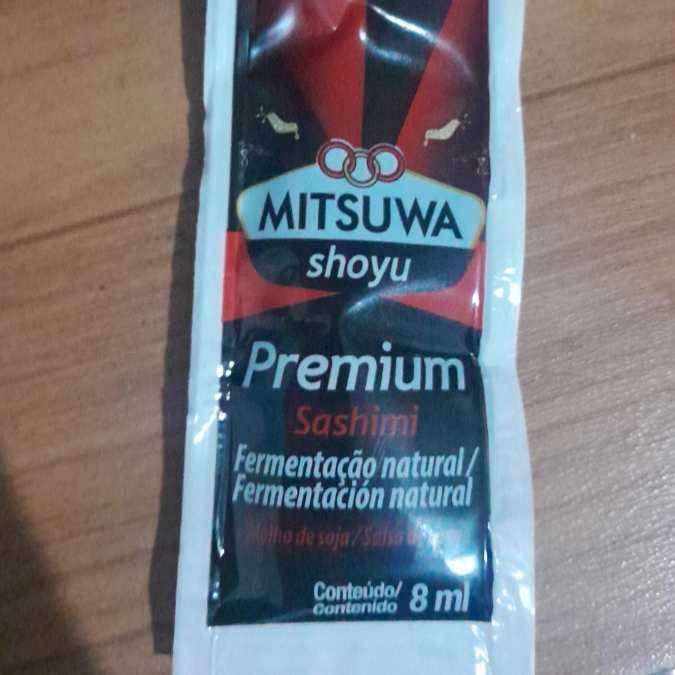 MITSUWA
shoyu
Premium
Sashimi
Fermentação natural/
Fermentación natural
Molho de soja/Salsa de
Conteúdo/
Contenido 8 ml